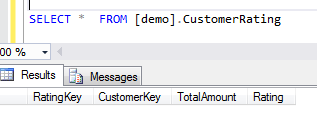 SELECT *  FROM [demo].CustomerRating
00 %
Results Messages
RatingKey CustomerKey TotalAmount Rating